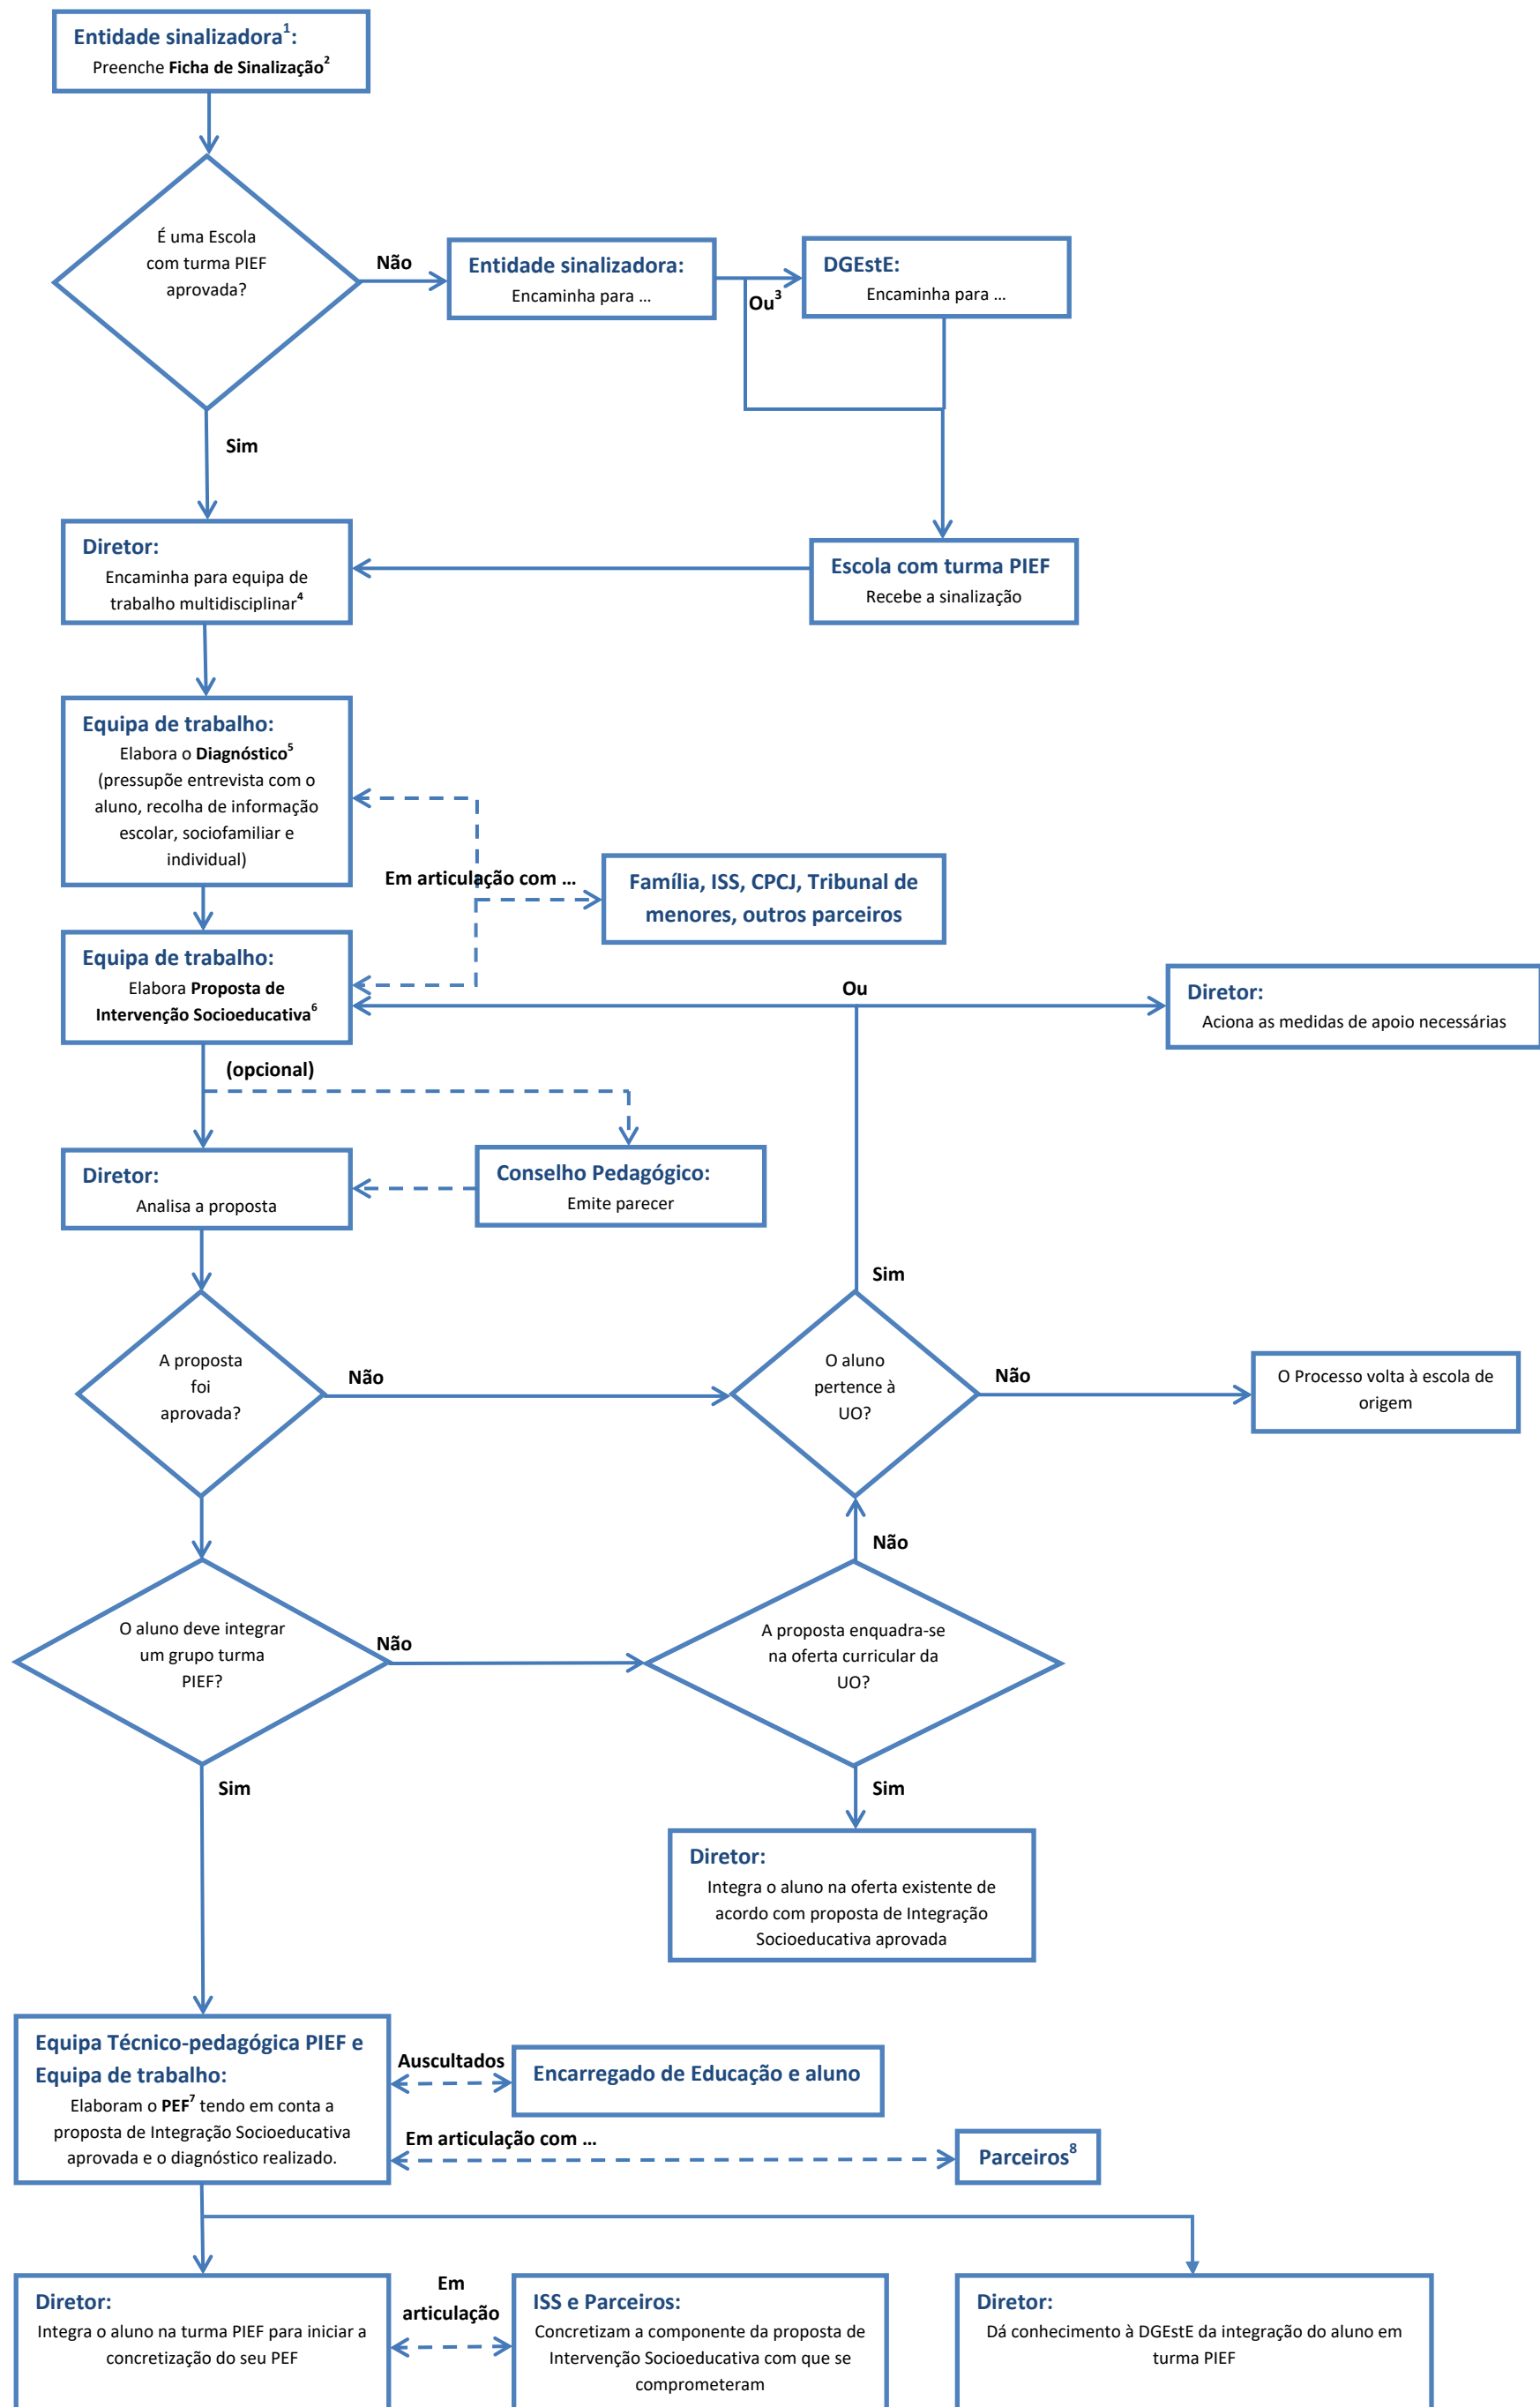 Entidade sinalizadora¹:
Preenche Ficha de Sinalização²
É uma Escola
com turma PIEF
aprovada?
Não
Entidade sinalizadora:
Encaminha para ...
Ou³
DGEstE:
Encaminha para ...
Sim
Diretor:
Encaminha para equipa de
trabalho multidisciplinar⁴
Escola com turma PIEF
Recebe a sinalização
Equipa de trabalho:
Elabora o Diagnóstico⁵
(pressupõe entrevista com o
aluno, recolha de informação
escolar, sociofamiliar e
individual)
Em articulação com ...
Família, ISS, CPCJ, Tribunal de
menores, outros parceiros
Equipa de trabalho:
Elabora Proposta de
Intervenção Socioeducativa⁶
Ou
Diretor:
Aciona as medidas de apoio necessárias
(opcional)
Diretor:
Analisa a proposta
Conselho Pedagógico:
Emite parecer
Sim
A proposta
foi
aprovada?
Não
O aluno
pertence à
UO?
Não
O Processo volta à escola de
origem
Não
O aluno deve integrar
um grupo turma
PIEF?
Não
A proposta enquadra-se
na oferta curricular da
UO?
Sim
Sim
Diretor:
Integra o aluno na oferta existente de
acordo com proposta de Integração
Socioeducativa aprovada
Equipa Técnico-pedagógica PIEF e
Equipa de trabalho:
Elaboram o PEF⁷ tendo em conta a
proposta de Integração Socioeducativa
aprovada e o diagnóstico realizado.
Auscultados
Encarregado de Educação e aluno
Em articulação com ...
Parceiros⁸
Diretor:
Integra o aluno na turma PIEF para iniciar a
concretização do seu PEF
Em
articulação
ISS e Parceiros:
Concretizam a componente da proposta de
Intervenção Socioeducativa com que se
comprometeram
Diretor:
Dá conhecimento à DGEstE da integração do aluno em
turma PIEF